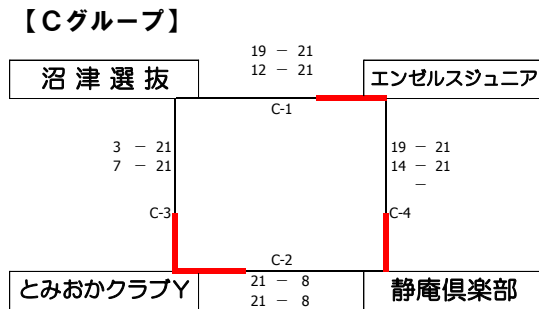 【Cグループ】
19 － 21
12 － 21
沼津選抜
エンゼルスジュニア
C-1
3 － 21
7 － 21
19 － 21
14 － 21
－
C-3
C-4
C-2
とみおかクラブY
21 － 8
21 － 8
静庵倶楽部